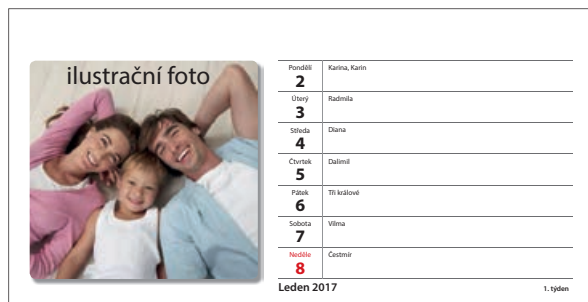 ilustrační foto
Pondělí
2
Karina, Karin
Úterý
3
Radmila
Středa
4
Diana
Čtvrtek
5
Dalimil
Pátek
6
Tři králové
Sobota
7
Vilma
Neděle
8
Čestmír
Leden 2017
1. týden